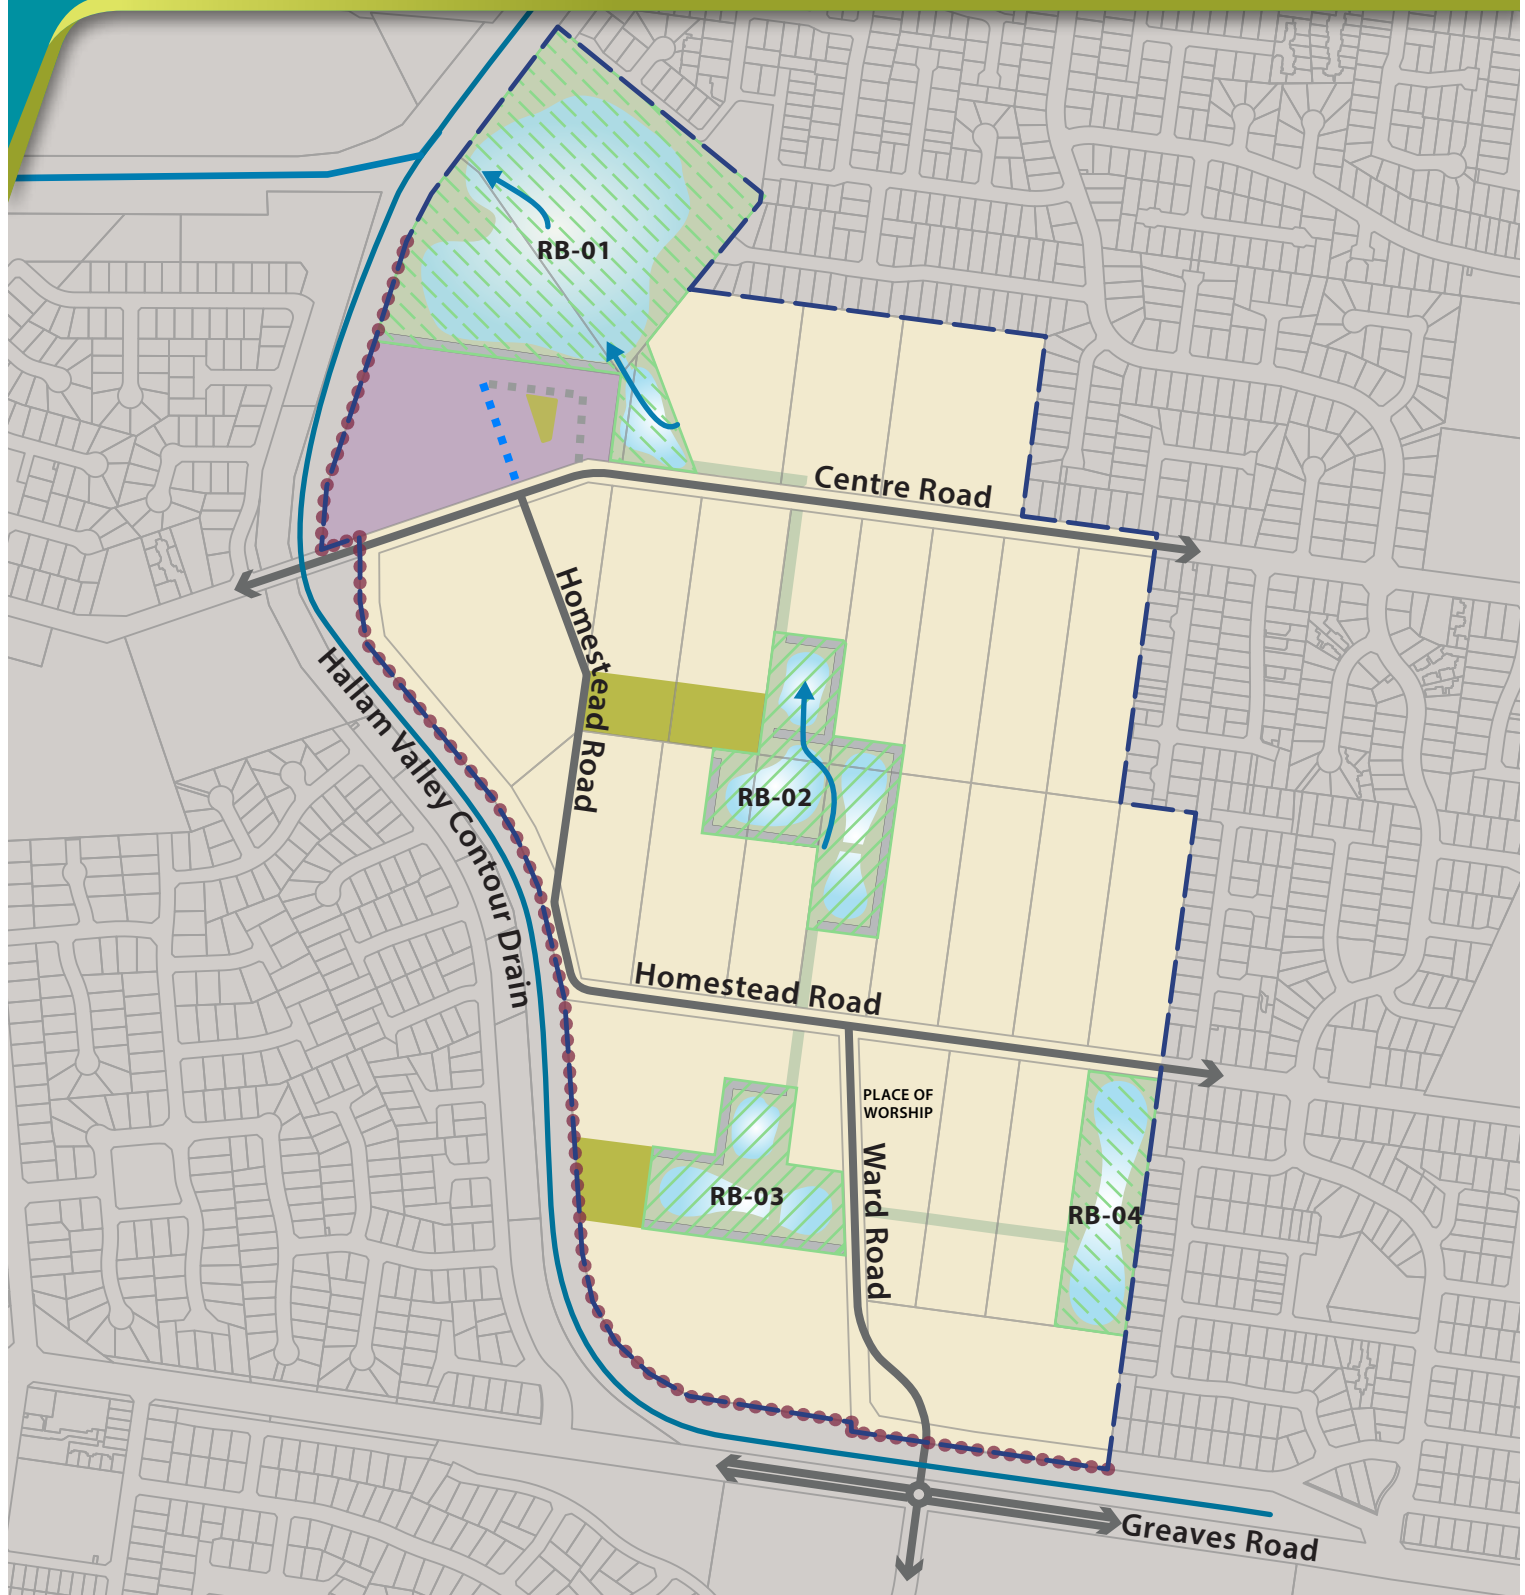 RB-01
Centre Road
Homestead Road
Hallam Valley Contour Drain
RB-02
Homestead Road
PLACE OF
WORSHIP
Ward Road
RB-03
RB-04
Greaves Road